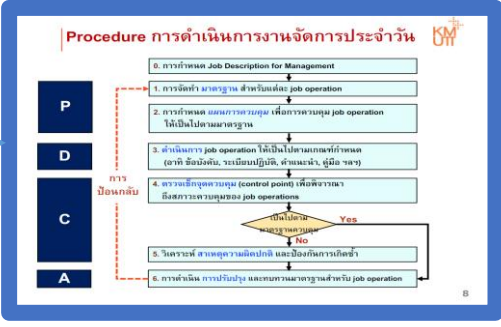 Procedure การดำเนินการงานจัดการประจำวัน
KMUTT
0. การกำหนด Job Description for Management
1. การจัดทำ มาตรฐาน สำหรับแต่ละ job operation
P
2. การกำหนด แผนการควบคุม เพื่อการควบคุม job operation
ให้เป็นไปตามมาตรฐาน
D
3. ดำเนินการ job operation ให้เป็นไปตามเกณฑ์กำหนด
(อาทิ ข้อบังคับ, ระเบียบปฏิบัติ, คำแนะนำ, คู่มือ ฯลฯ)
การ
ป้อนกลับ
4. ตรวจเช็กจุดควบคุม (control point) เพื่อพิจารณา
ถึงสภาวะควบคุมของ job operations
C
เป็นไปตาม
มาตรฐานควบคุม
Yes
No
5. วิเคราะห์ สาเหตุความผิดปกติ และป้องกันการเกิดซ้ำ
A
6. การดำเนิน การปรับปรุง และทบทวนมาตรฐานสำหรับ job operation
8